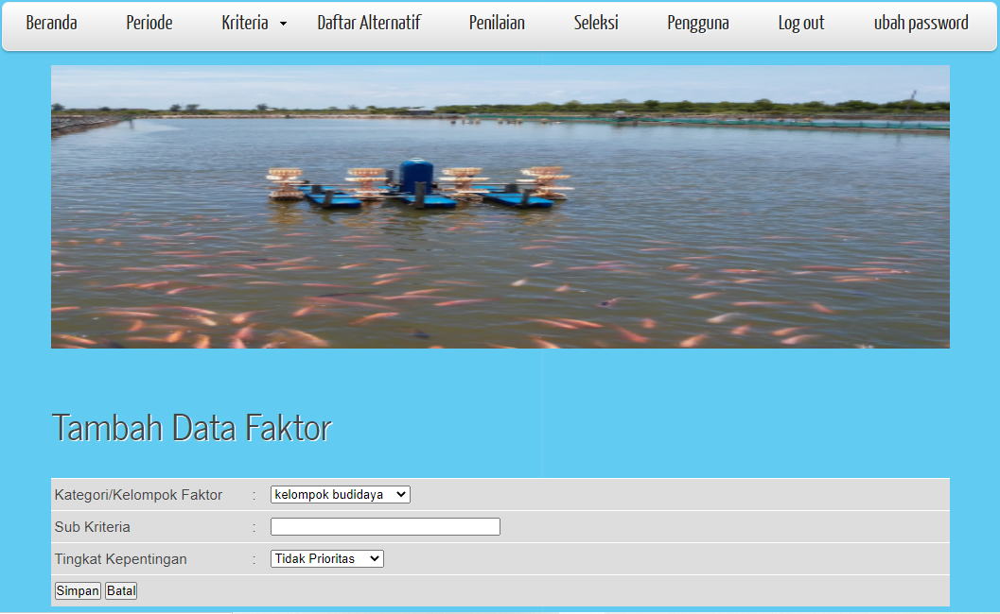 Beranda Periode Kriteria Daftar Alternatif Penilaian Seleksi Pengguna Log out ubah password
Tambah Data Faktor
Kategori/Kelompok Faktor : kelompok budidaya
Sub Kriteria :
Tingkat Kepentingan : Tidak Prioritas
Simpan Batal